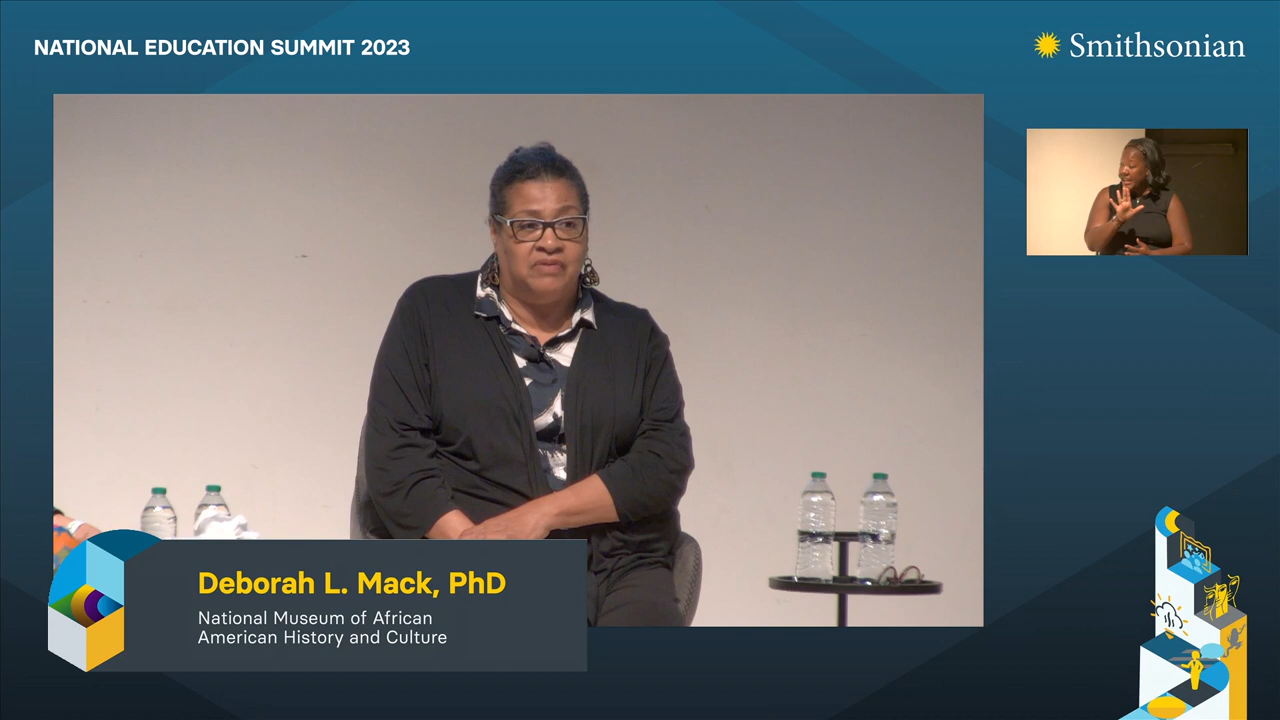 NATIONAL EDUCATION SUMMIT 2023
Smithsonian
Deborah L. Mack, PhD
National Museum of African
American History and Culture